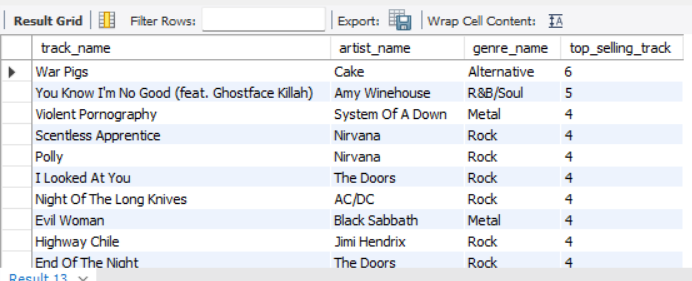 Result Grid Filter Rows: Export: Wrap Cell Content: IA
track_name artist_name genre_name top_selling_track
War Pigs Cake Alternative 6
You Know I'm No Good (feat. Ghostface Killah) Amy Winehouse R&B/Soul 5
Violent Pornography System Of A Down Metal 4
Scentless Apprentice Nirvana Rock 4
Polly Nirvana Rock 4
I Looked At You The Doors Rock 4
Night Of The Long Knives AC/DC Rock 4
Evil Woman Black Sabbath Metal 4
Highway Chile Jimi Hendrix Rock 4
End Of The Night The Doors Rock 4
Result 13